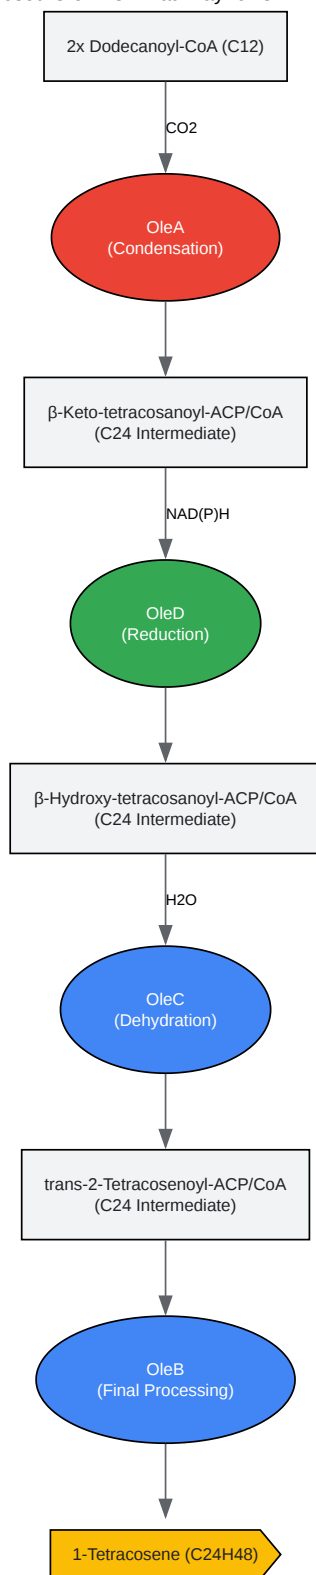 2x Dodecanoyl-CoA (C12)
CO2
OleA
(Condensation)
β-Keto-tetracosanoyl-ACP/CoA
(C24 Intermediate)
NAD(P)H
OleD
(Reduction)
β-Hydroxy-tetracosanoyl-ACP/CoA
(C24 Intermediate)
H2O
OleC
(Dehydration)
trans-2-Tetracosenoyl-ACP/CoA
(C24 Intermediate)
OleB
(Final Processing)
1-Tetracosene (C24H48)